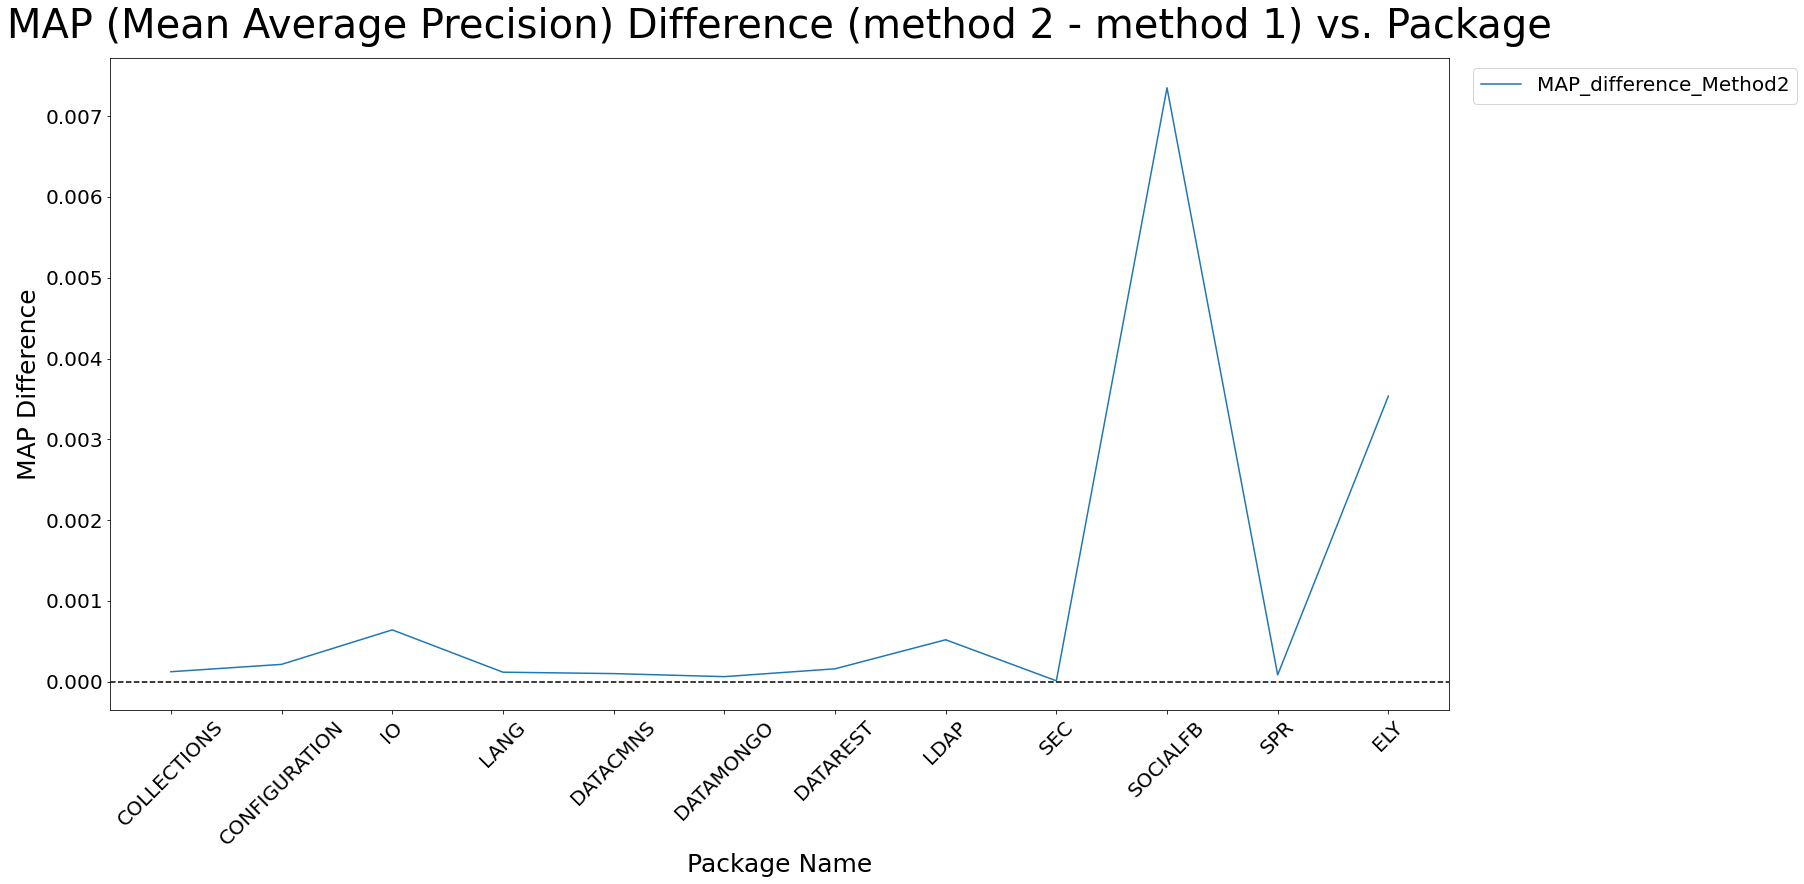 MAP (Mean Average Precision) Difference (method 2 - method 1) vs. Package
MAP_difference_Method2
0.007
0.006
0.005
0.004
0.003
0.002
0.001
0.000
MAP Difference
COLLECTIONS
CONFIGURATION
IO
LANG
DATACMNS
DATAMONGO
DATAREST
LDAP
SEC
SOCIALFB
SPR
ELY
Package Name